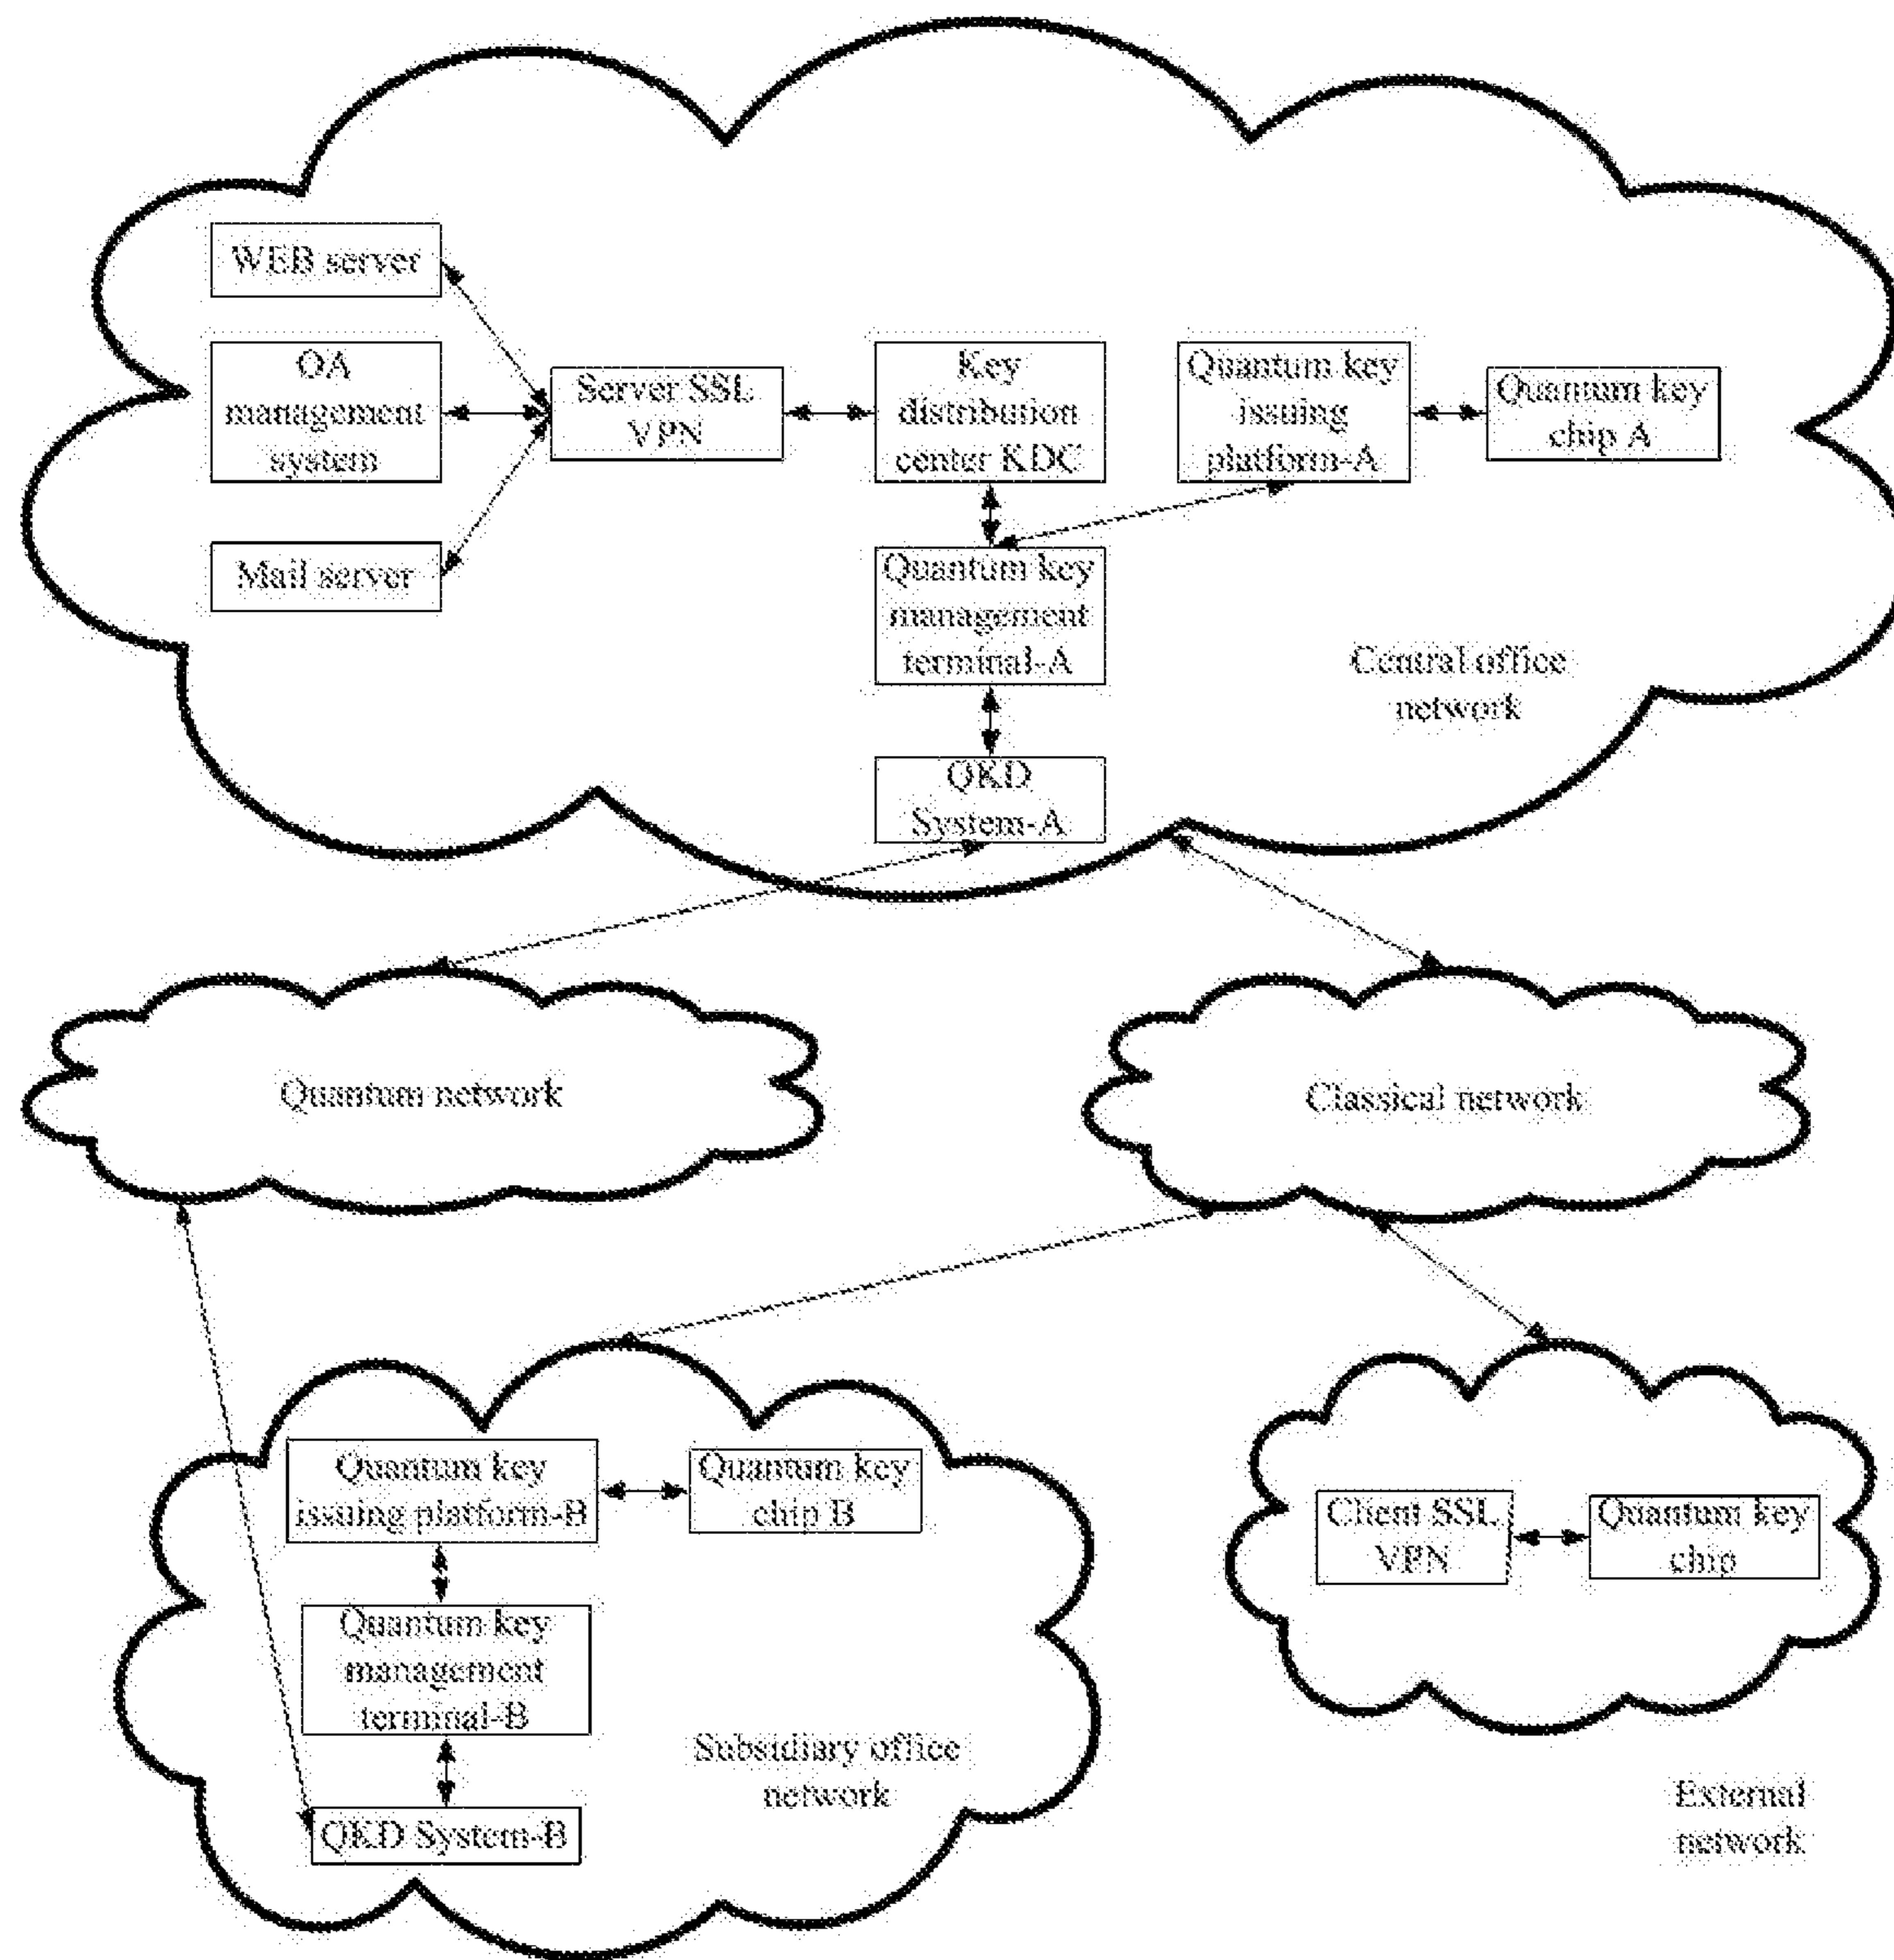 WEB server
OA
management
system
Mail server
Server SSL
VPN
Key
distribution
center KDC
Quantum key
issuing
platform-A
Quantum key
chip A
Quantum key
management
terminal-A
QKD
System-A
Central office
network
Quantum network
Classical network
Quantum key
issuing platform-B
Quantum key
chip B
Quantum key
management
terminal-B
QKD System-B
Subsidiary office
network
Client SSL
VPN
Quantum key
chip
External
network